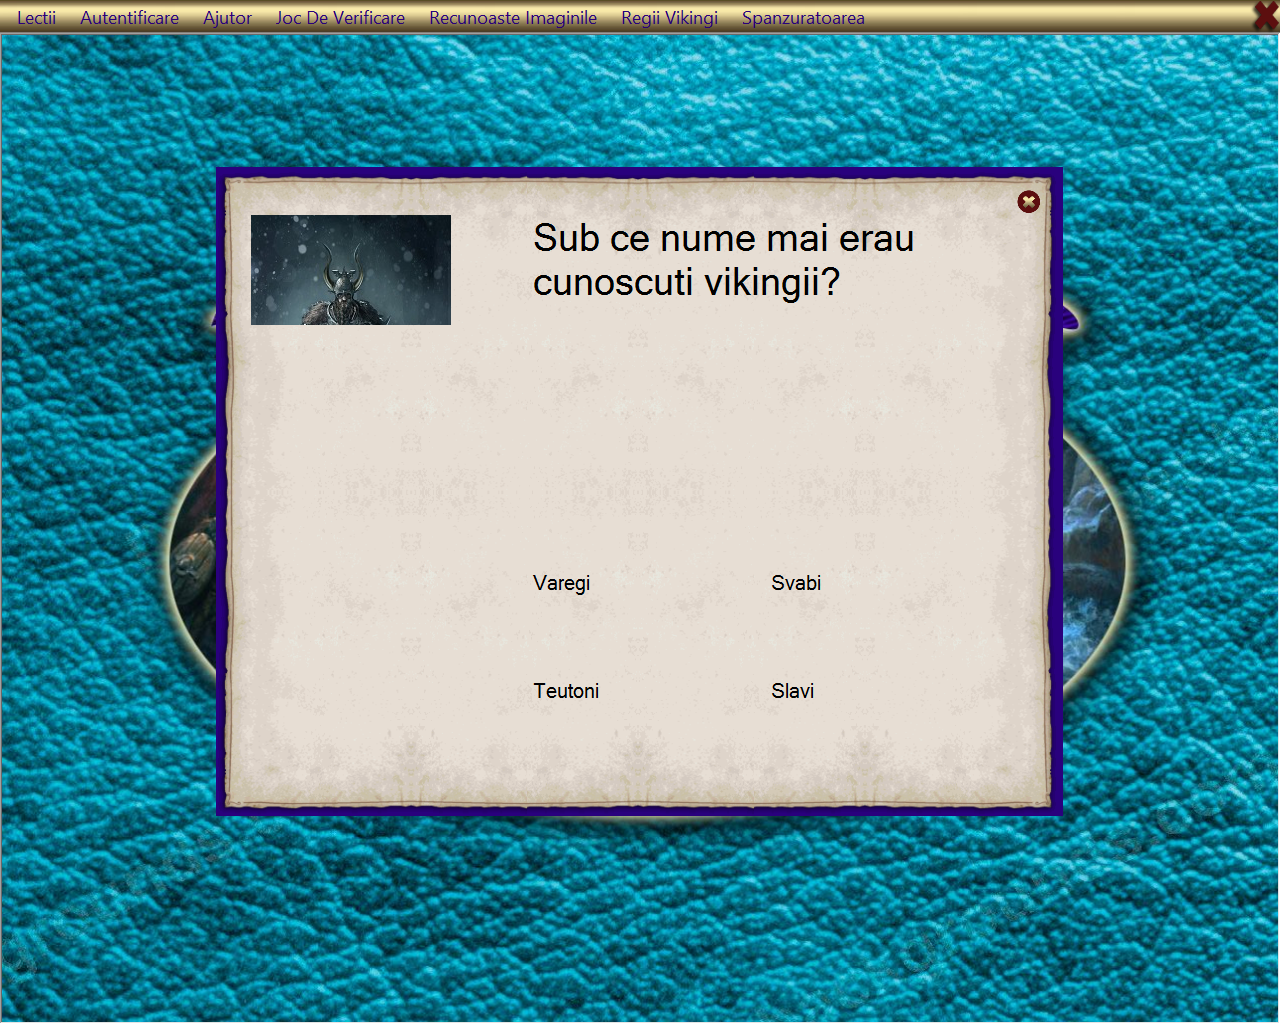 Lectii Autentificare Ajutor Joc De Verificare Recunoaste Imaginile Regii Vikingi Spanzuratoarea
Sub ce nume mai erau
cunoscuti vikingii?
Varegi Svabi
Teutoni Slavi